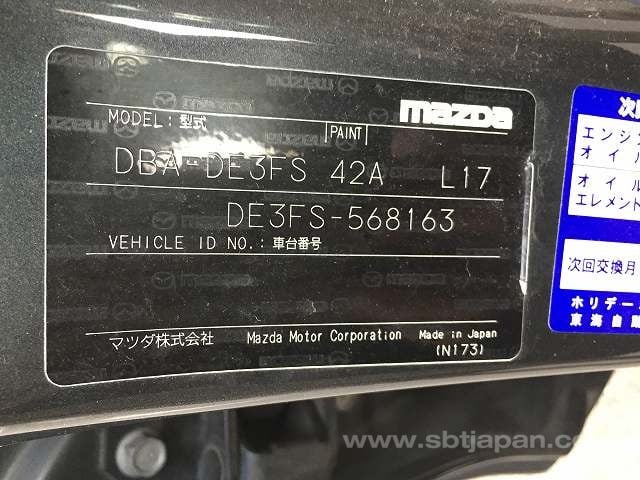 mazda
MODEL: 型式
PAINT
DBA-DE3FS 42A L17
DE3FS-568163
VEHICLE ID NO.: 車台番号
マツダ株式会社 Mazda Motor Corporation Made in Japan
(N173)
エンジ
オイル
オイル
エレメント
次回交換月
ホリデー
東海自
www.sbtjapan.c